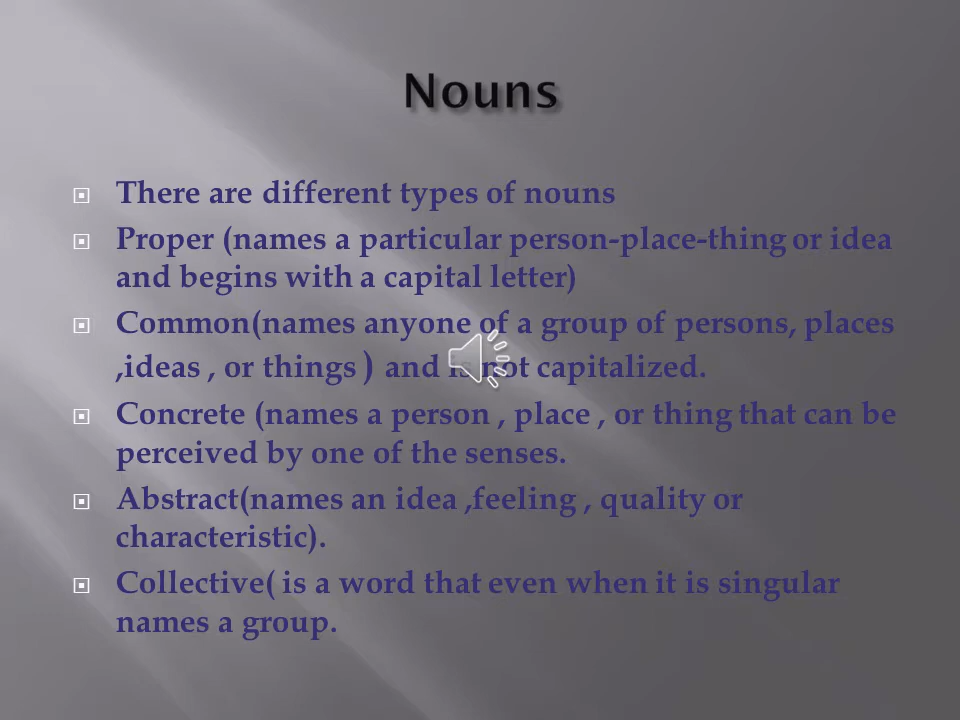 Nouns
There are different types of nouns
Proper (names a particular person-place-thing or idea
and begins with a capital letter)
Common(names anyone of a group of persons, places
,ideas , or things ) and is not capitalized.
Concrete (names a person , place , or thing that can be
perceived by one of the senses.
Abstract(names an idea ,feeling , quality or
characteristic).
Collective( is a word that even when it is singular
names a group.